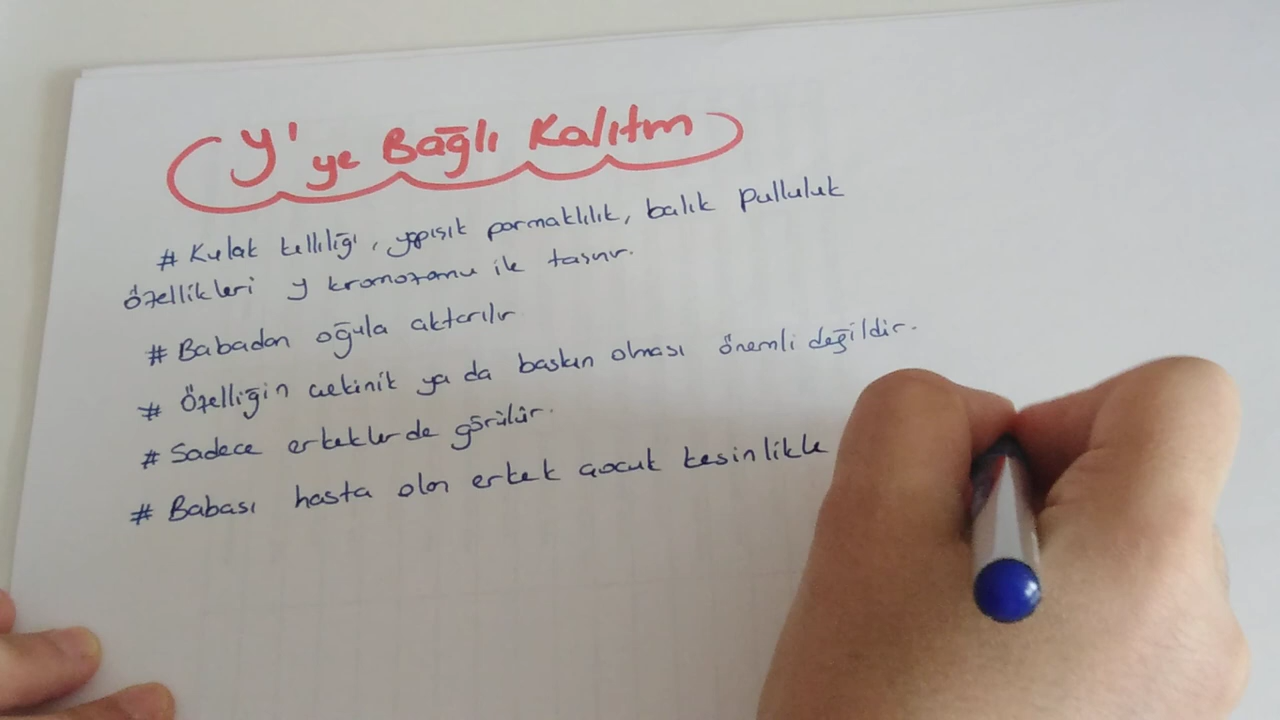 Y'ye Bağlı Kalıtım
# Kulak kıllılığı, yapışık parmaklılık, balık pulluluk
özellikleri y kromozomu ile taşınır.
# Babadan oğula aktarılır
# Özelliğin çekinik ya da baskın olması önemli değildir.
# Sadece erkeklerde görülür.
# Babası hasta olan erkek çocuk kesinlikle